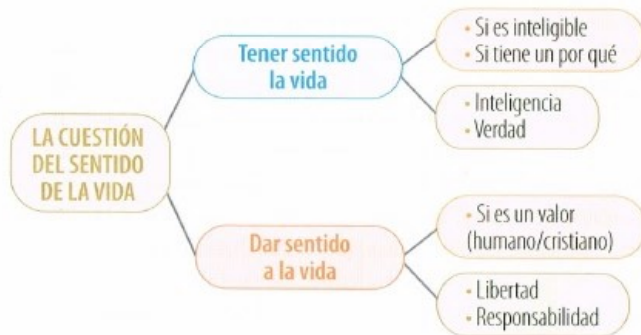 LA CUESTIÓN
DEL SENTIDO
DE LA VIDA
Tener sentido
la vida
• Si es inteligible
• Si tiene un por qué
• Inteligencia
• Verdad
Dar sentido
a la vida
• Si es un valor
(humano/cristiano)
• Libertad
• Responsabilidad